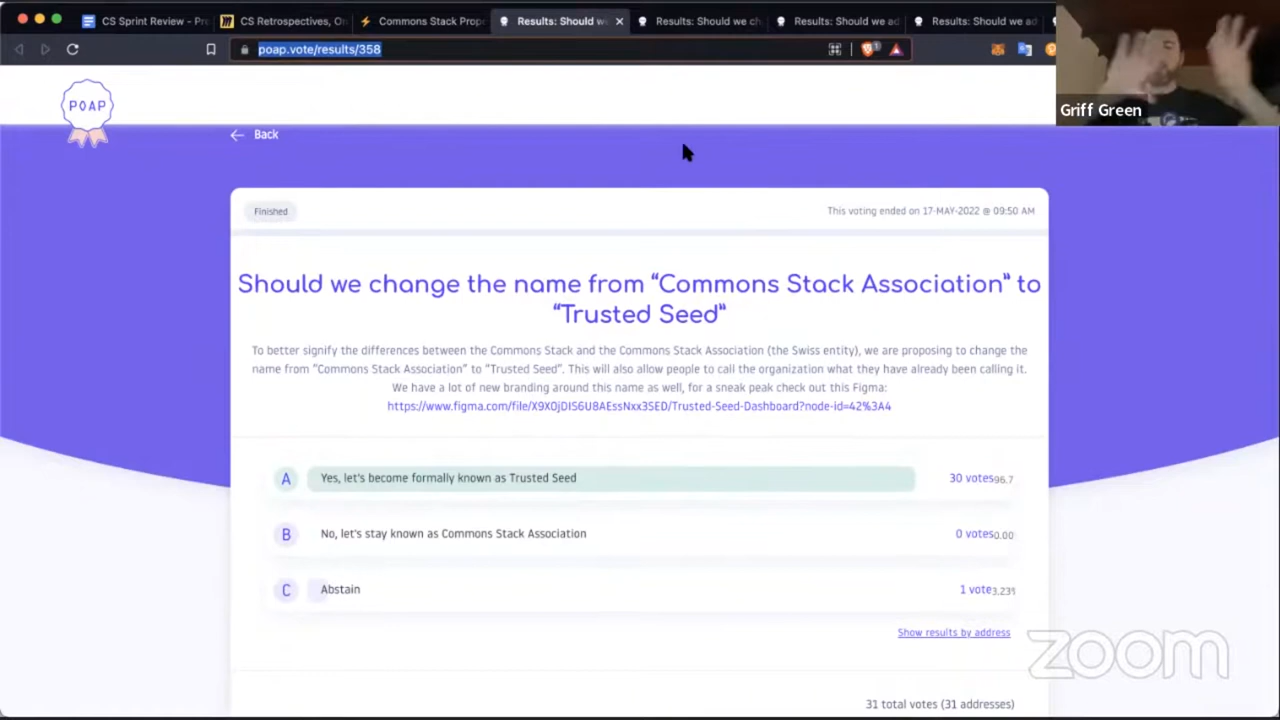 CS Sprint Review - Pre
CS Retrospectives, On
Commons Stack Prop
Results: Should we
Results: Should we ch
Results: Should we ad
Results: Should we ad
poap.vote/results/358
1
Griff Green
POAP
Back
Finished
This voting ended on 17-MAY-2022 @ 09:50 AM
Should we change the name from “Commons Stack Association” to
“Trusted Seed”
To better signify the differences between the Commons Stack and the Commons Stack Association (the Swiss entity), we are proposing to change the
name from "Commons Stack Association" to "Trusted Seed". This will also allow people to call the organization what they have already been calling it.
We have a lot of new branding around this name as well, for a sneak peak check out this Figma:
https://www.figma.com/file/X9XOjDIS6U8AEssNxx3SED/Trusted-Seed-Dashboard?node-id=42%3A4
A Yes, let's become formally known as Trusted Seed 30 votes 96.7
B No, let's stay known as Commons Stack Association 0 votes 0.00
C Abstain 1 vote 3.23%
Show results by address
31 total votes (31 addresses)
zoom